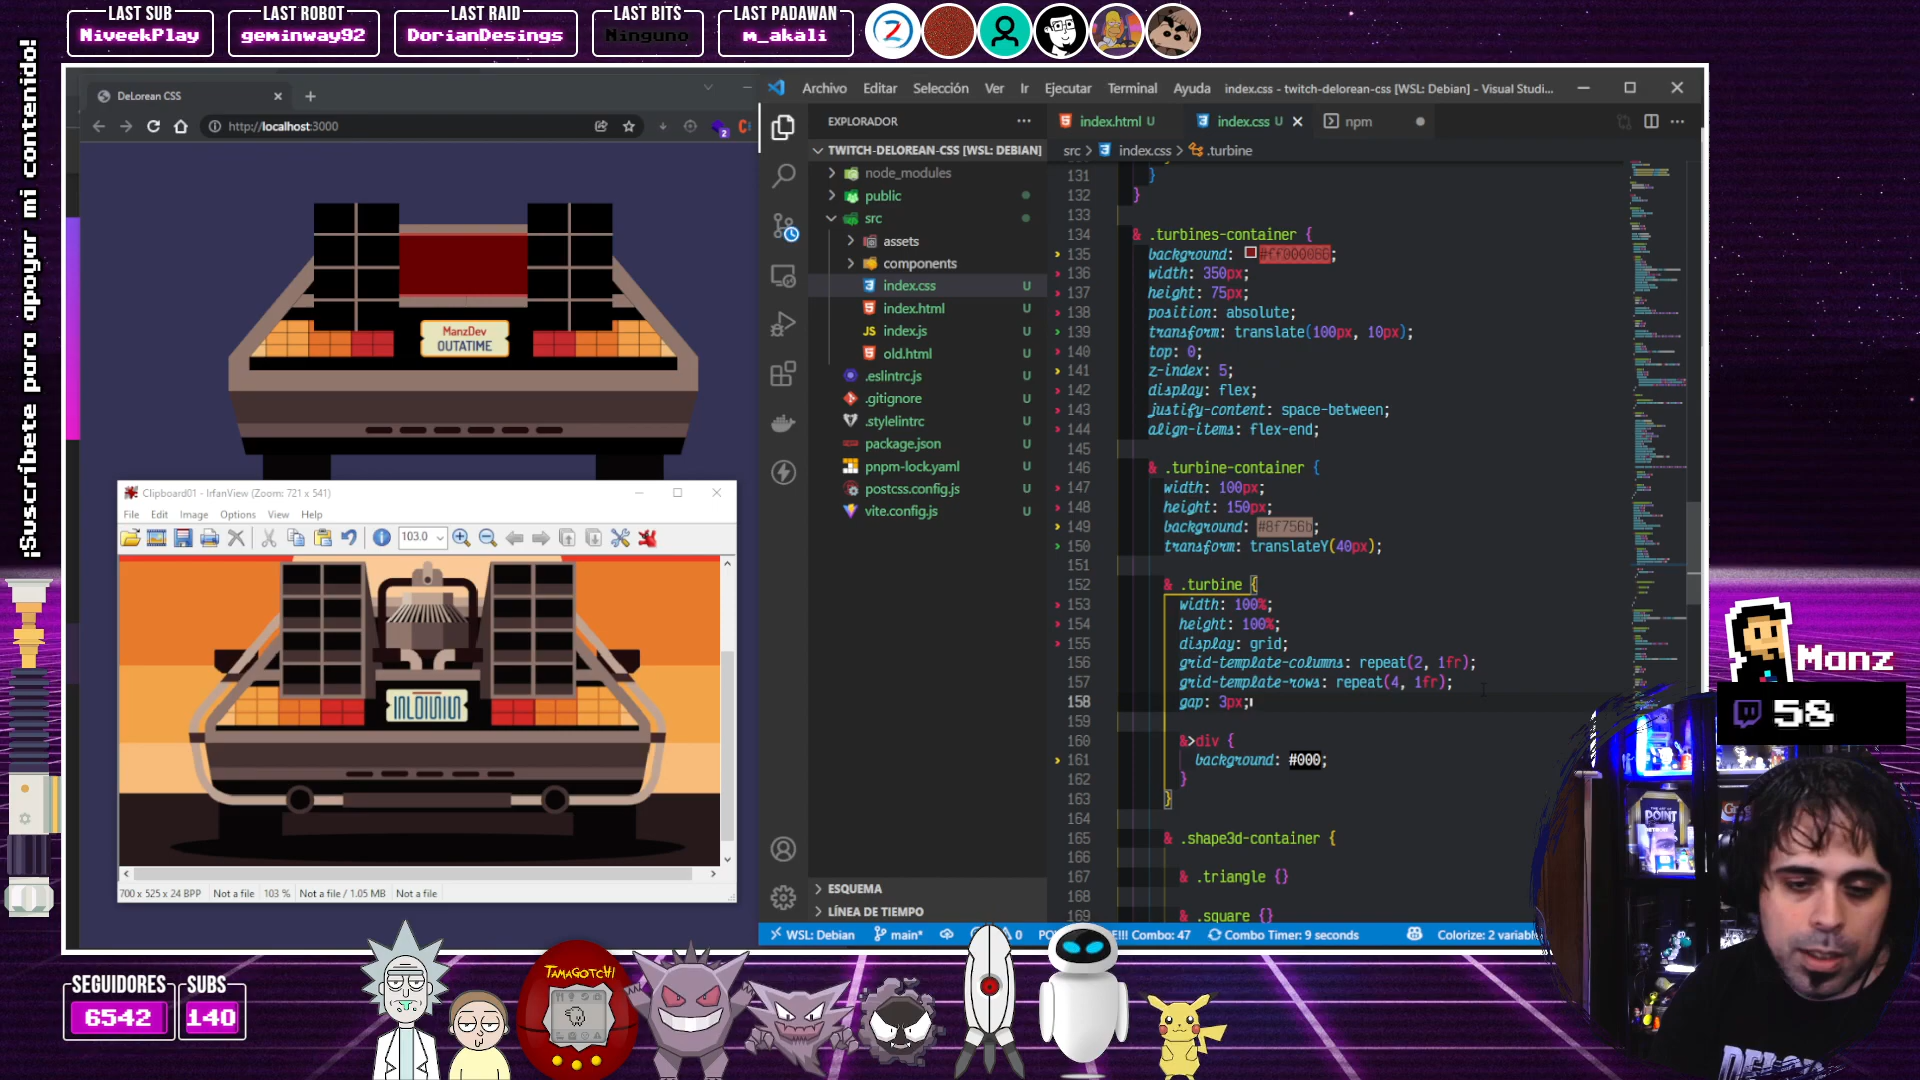 LAST SUB
NiveekPlay
LAST ROBOT
geminway92
LAST RAID
DorianDesings
LAST BITS
Ninguno
LAST PADAWAN
m_akali
¡Suscríbete para apoyar mi contenido!
DeLorean CSS
http://localhost:3000
ManzDev
OUTATIME
Clipboard01 - IrfanView (Zoom: 721 x 541)
File Edit Image Options View Help
103.0
700 x 525 x 24 BPP Not a file 103 % Not a file / 1.05 MB Not a file
Archivo Editar Selección Ver Ir Ejecutar Terminal Ayuda index.css - twitch-delorean-css [WSL: Debian] - Visual Studi...
EXPLORADOR
TWITCH-DELOREAN-CSS [WSL: DEBIAN]
node_modules
public
src
assets
components
index.css U
index.html U
index.js U
old.html U
.eslintrc.js U
.gitignore U
.stylelintrc U
package.json U
pnpm-lock.yaml U
postcss.config.js U
vite.config.js U
ESQUEMA
LÍNEA DE TIEMPO
index.html U index.css U npm
src > index.css > .turbine
131 }
132 }
133
134 & .turbines-container {
135 background: #ff000066;
136 width: 350px;
137 height: 75px;
138 position: absolute;
139 transform: translate(100px, 10px);
140 top: 0;
141 z-index: 5;
142 display: flex;
143 justify-content: space-between;
144 align-items: flex-end;
145
146 & .turbine-container {
147 width: 100px;
148 height: 150px;
149 background: #8f756b;
150 transform: translateY(40px);
151
152 & .turbine {
153 width: 100%;
154 height: 100%;
155 display: grid;
156 grid-template-columns: repeat(2, 1fr);
157 grid-template-rows: repeat(4, 1fr);
158 gap: 3px;
159
160 &>div {
161 background: #000;
162 }
163 }
164
165 & .shape3d-container {
166
167 & .triangle {}
168
169 & .square {}
WSL: Debian main* 0 Combo: 47 Combo Timer: 9 seconds Colorize: 2 variabl
Manz
58
SEGUIDORES
6542
SUBS
140
TAMAGOTCHI
THE ART OF
POINT